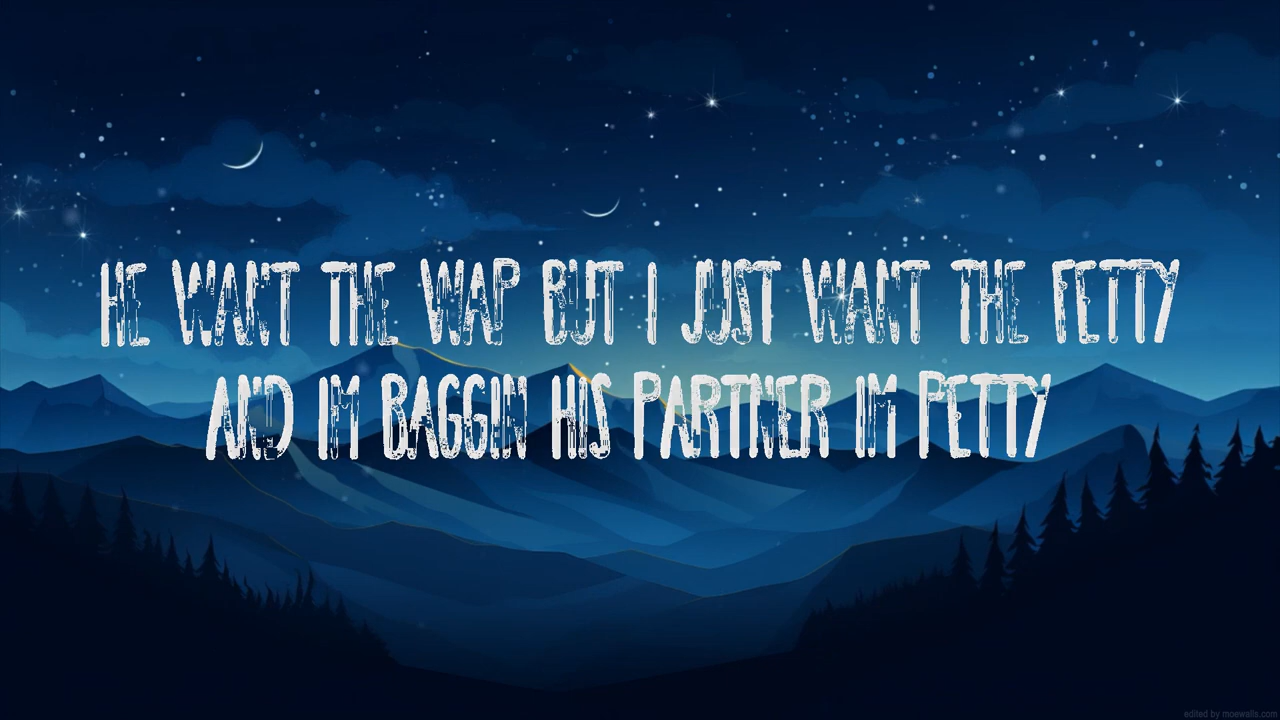 HE WANT THE WAP BUT I JUST WANT THE FETTY
AND IM BAGGIN HIS PARTNER IM PETTY
edited by moewalls.com